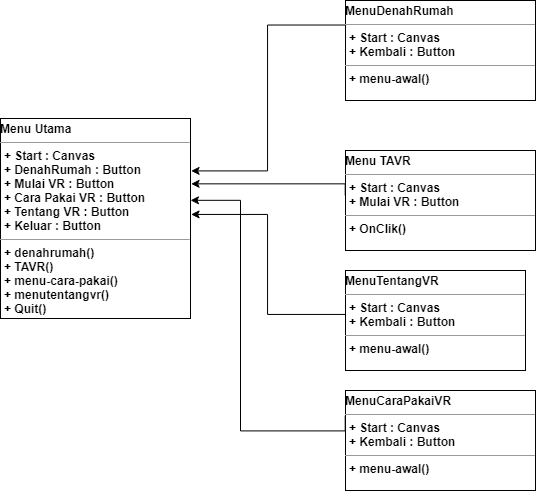 MenuDenahRumah
+ Start : Canvas
+ Kembali : Button
+ menu-awal()
Menu Utama
+ Start : Canvas
+ DenahRumah : Button
+ Mulai VR : Button
+ Cara Pakai VR : Button
+ Tentang VR : Button
+ Keluar : Button
+ denahrumah()
+ TAVR()
+ menu-cara-pakai()
+ menutentangvr()
+ Quit()
Menu TAVR
+ Start : Canvas
+ Mulai VR : Button
+ OnClik()
MenuTentangVR
+ Start : Canvas
+ Kembali : Button
+ menu-awal()
MenuCaraPakaiVR
+ Start : Canvas
+ Kembali : Button
+ menu-awal()